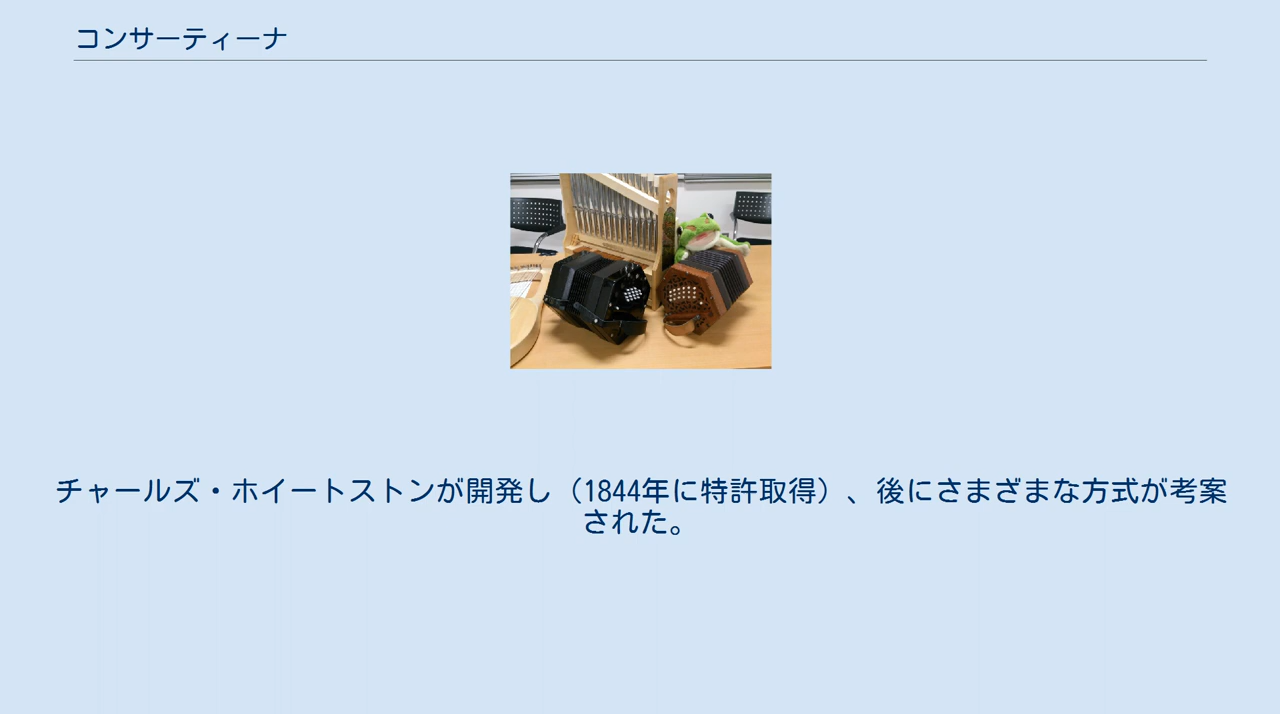 コンサーティーナ
チャールズ・ホイートストンが開発し（1844年に特許取得）、後にさまざまな方式が考案
された。